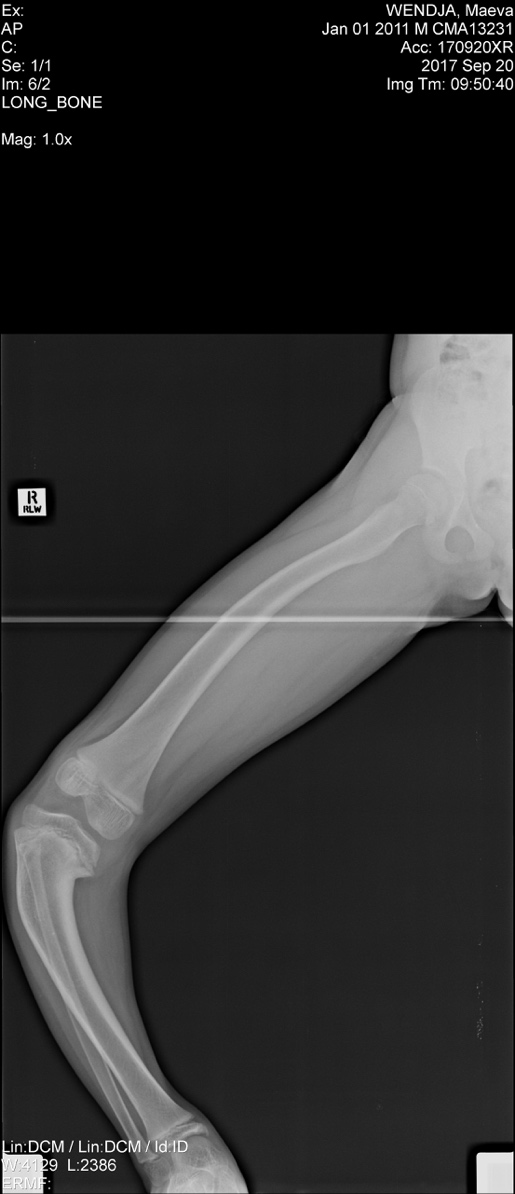 Ex:
AP
C:
Se: 1/1
Im: 6/2
LONG_BONE
Mag: 1.0x
WENDJA, Maeva
Jan 01 2011 M CMA13231
Acc: 170920XR
2017 Sep 20
Img Tm: 09:50:40
R
RLW
Lin:DCM / Lin:DCM / Id:ID
W:4129 L:2386
ERMF: